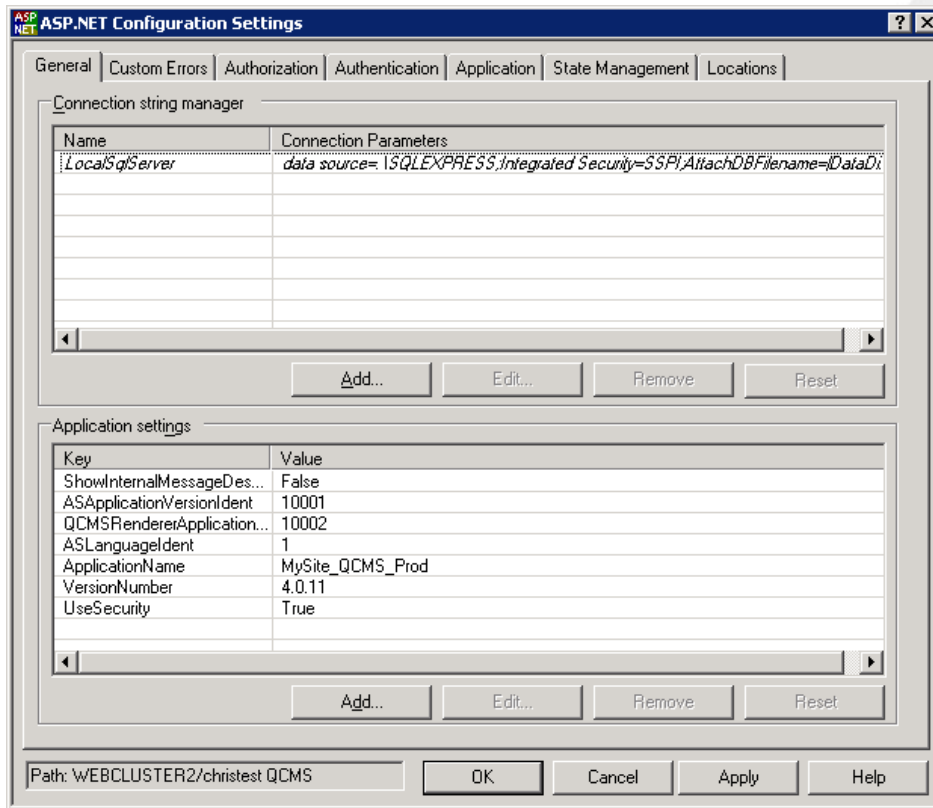 ASP.NET Configuration Settings
General Custom Errors Authorization Authentication Application State Management Locations
Connection string manager
Name Connection Parameters
LocalSqlServer data source=.\SQLEXPRESS;Integrated Security=SSPI;AttachDBFilename=|DataDi
Add... Edit... Remove Reset
Application settings
Key Value
ShowInternalMessageDes... False
ASApplicationVersionIdent 10001
QCMSRendererApplication... 10002
ASLanguageIdent 1
ApplicationName MySite_QCMS_Prod
VersionNumber 4.0.11
UseSecurity True
Add... Edit... Remove Reset
Path: WEBCLUSTER2/christest QCMS OK Cancel Apply Help